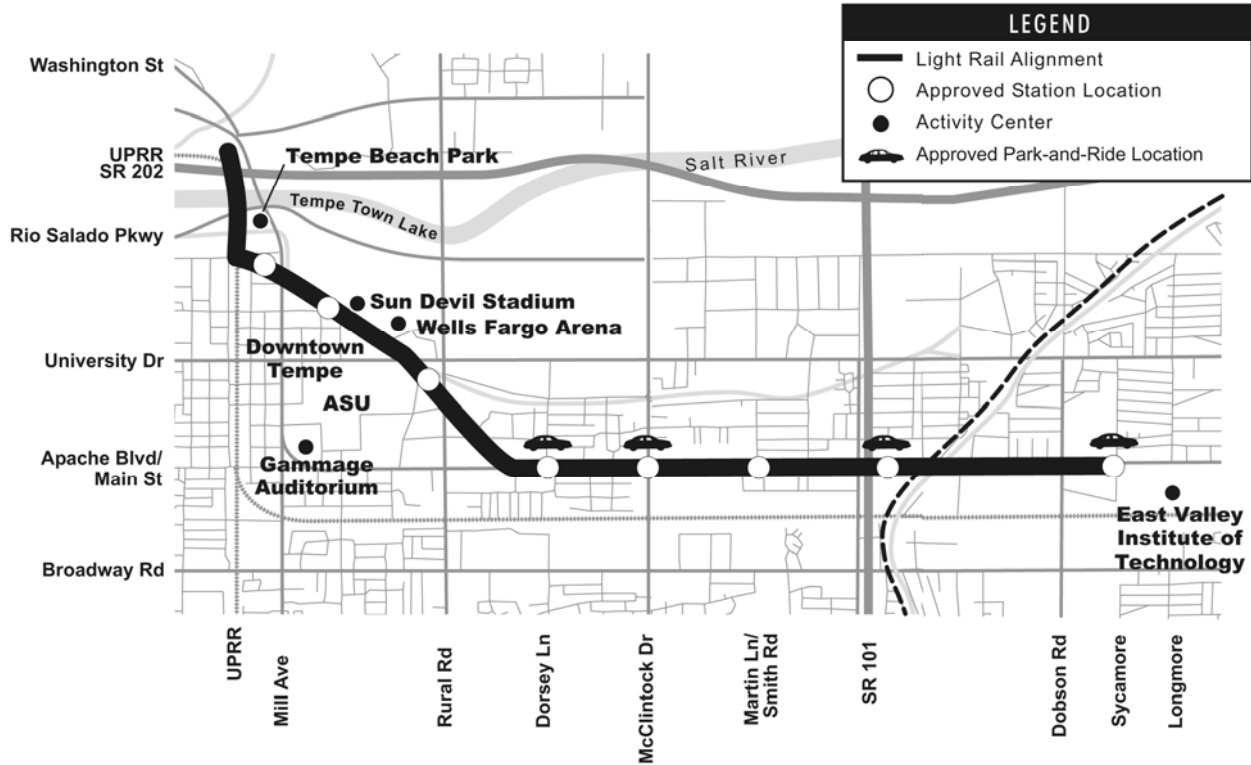 LEGEND
Light Rail Alignment
Approved Station Location
Activity Center
Approved Park-and-Ride Location
Washington St
UPRR
SR 202
Rio Salado Pkwy
University Dr
Apache Blvd/
Main St
Broadway Rd
Tempe Beach Park
Salt River
Tempe Town Lake
Sun Devil Stadium
Wells Fargo Arena
Downtown
Tempe
ASU
Gammage
Auditorium
East Valley
Institute of
Technology
UPRR
Mill Ave
Rural Rd
Dorsey Ln
McClintock Dr
Martin Ln/
Smith Rd
SR 101
Dobson Rd
Sycamore
Longmore